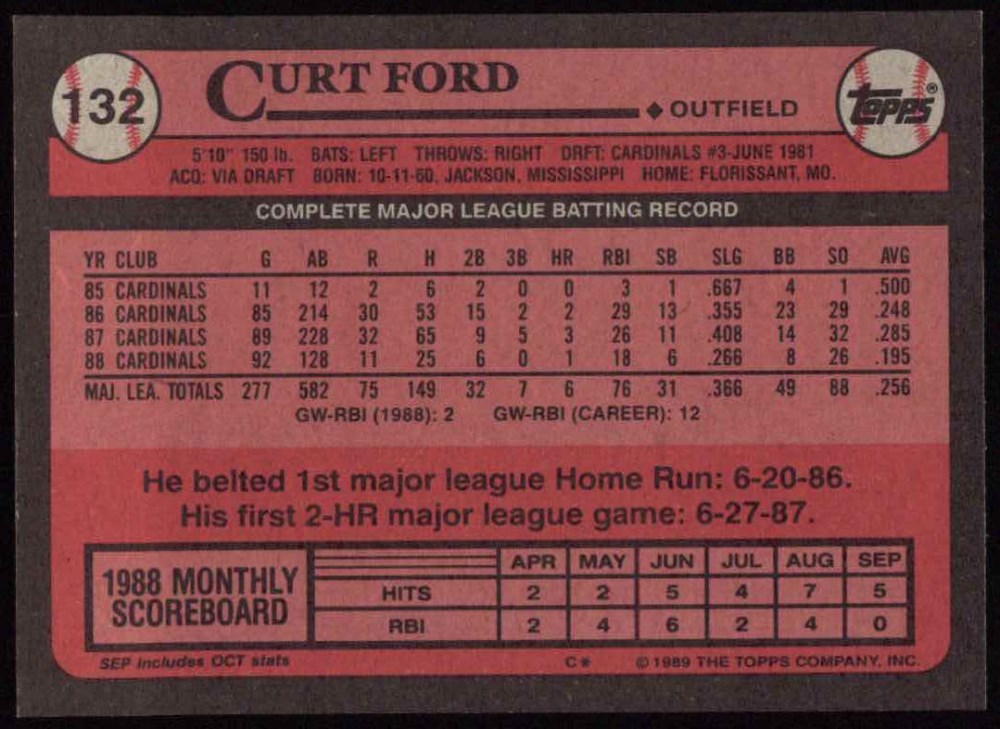 132
CURT FORD
OUTFIELD
TOPPS®
5'10" 150 lb. BATS: LEFT THROWS: RIGHT DRFT: CARDINALS #3-JUNE 1981
ACQ: VIA DRAFT BORN: 10-11-60, JACKSON, MISSISSIPPI HOME: FLORISSANT, MO.
COMPLETE MAJOR LEAGUE BATTING RECORD
YR CLUB G AB R H 2B 3B HR RBI SB SLG BB SO AVG
85 CARDINALS 11 12 2 6 2 0 0 3 1 .667 4 1 .500
86 CARDINALS 85 214 30 53 15 2 2 29 13 .355 23 29 .248
87 CARDINALS 89 228 32 65 9 5 3 26 11 .408 14 32 .285
88 CARDINALS 92 128 11 25 6 0 1 18 6 .266 8 26 .195
MAJ. LEA. TOTALS 277 582 75 149 32 7 6 76 31 .366 49 88 .256
GW-RBI (1988): 2 GW-RBI (CAREER): 12
He belted 1st major league Home Run: 6-20-86.
His first 2-HR major league game: 6-27-87.
1988 MONTHLY
SCOREBOARD
APR MAY JUN JUL AUG SEP
HITS 2 2 5 4 7 5
RBI 2 4 6 2 4 0
SEP includes OCT stats C* © 1989 THE TOPPS COMPANY, INC.